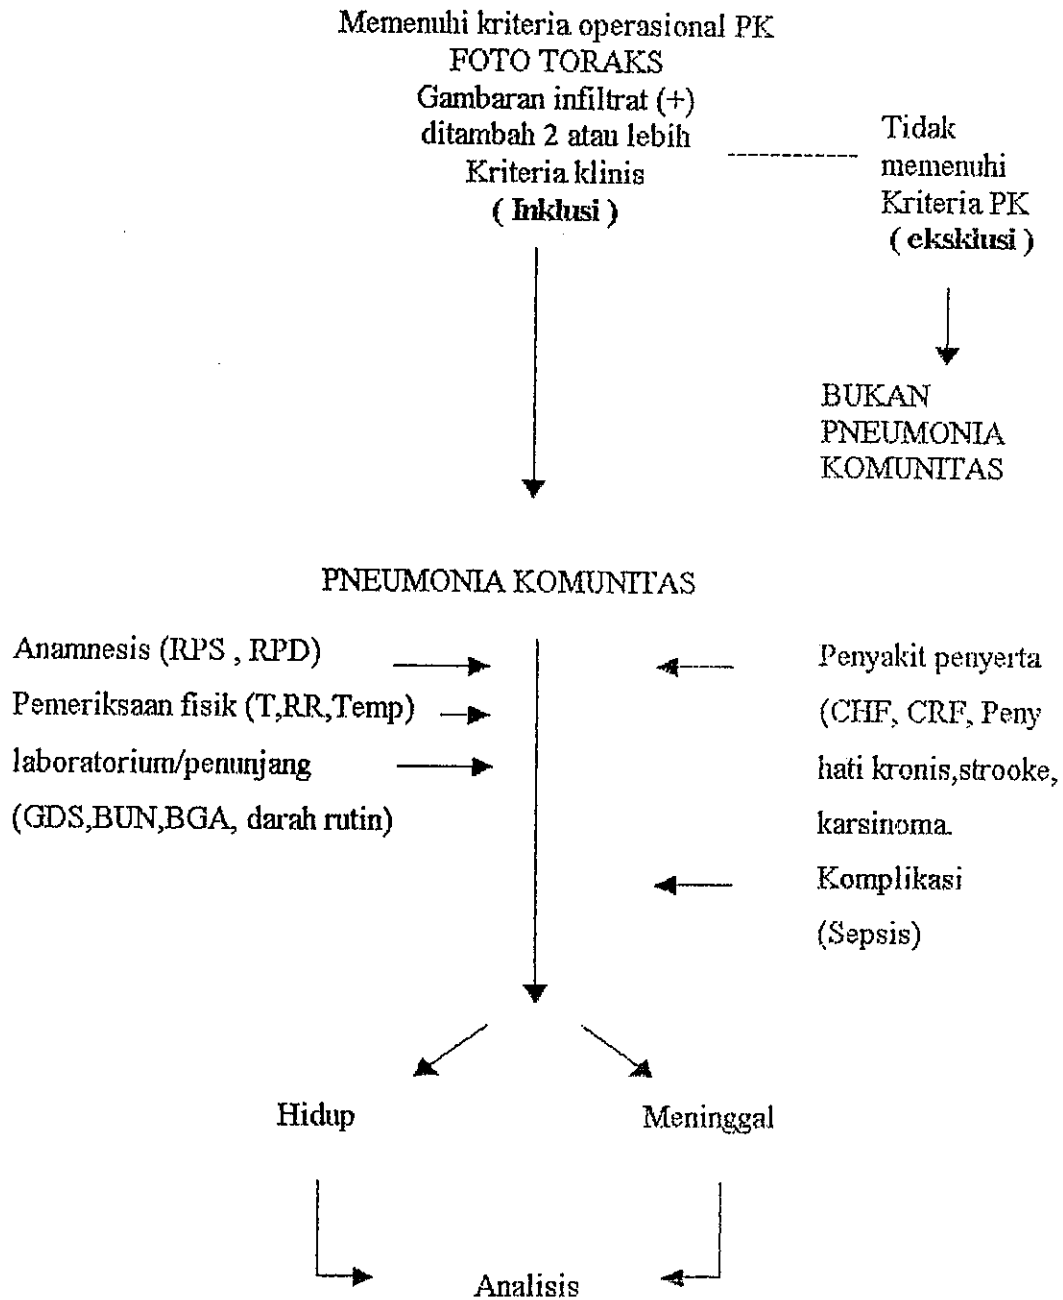 Memenuhi kriteria operasional PK
FOTO TORAKS
Gambaran infiltrat (+)
ditambah 2 atau lebih
Kriteria klinis
( Inklusi )
Tidak
memenuhi
Kriteria PK
( eksklusi )
BUKAN
PNEUMONIA
KOMUNITAS
PNEUMONIA KOMUNITAS
Anamnesis (RPS , RPD)
Pemeriksaan fisik (T,RR,Temp)
laboratorium/penunjang
(GDS,BUN,BGA, darah rutin)
Penyakit penyerta
(CHF, CRF, Peny
hati kronis,strooke,
karsinoma.
Komplikasi
(Sepsis)
Hidup
Meninggal
Analisis